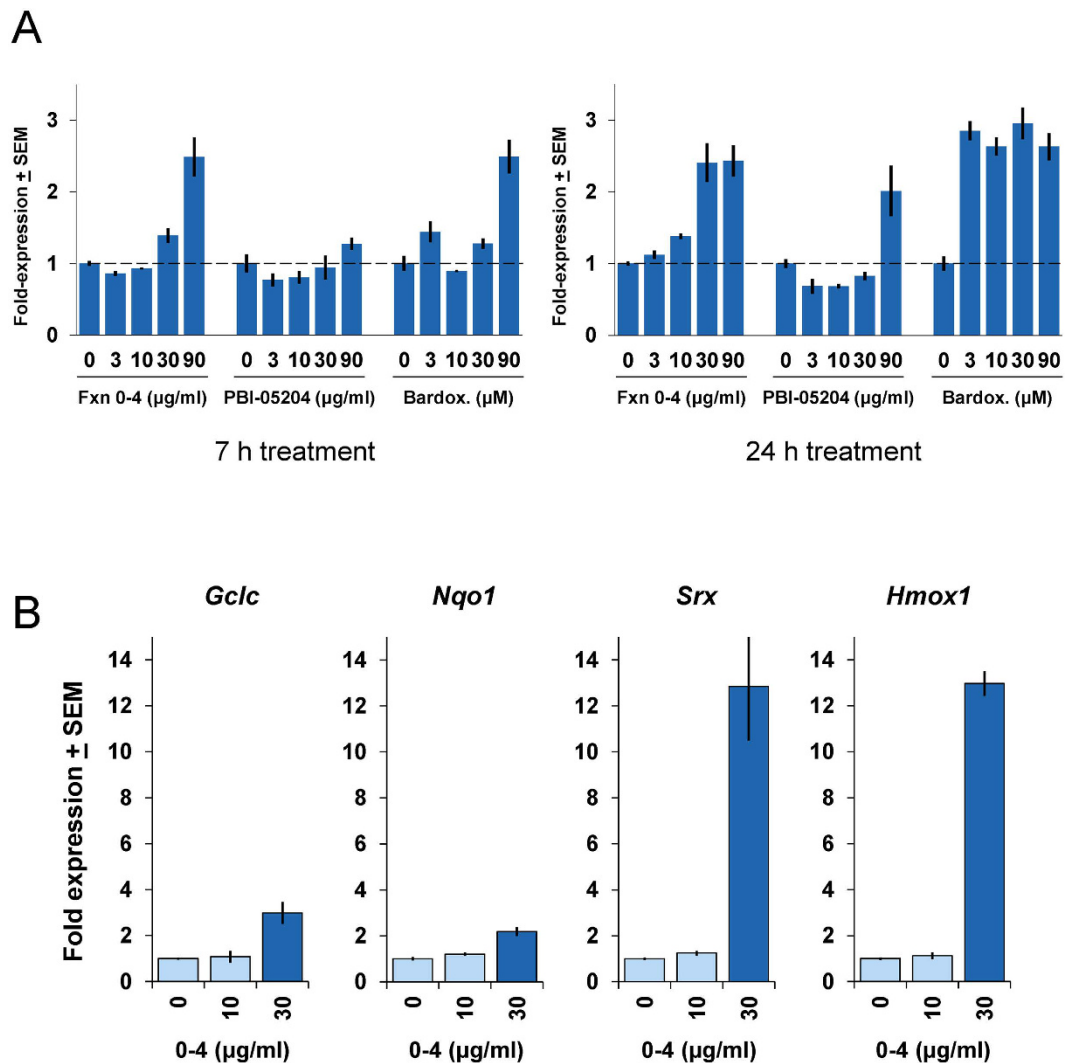 A
Fold-expression ± SEM
3
2
1
0
0 3 10 30 90 0 3 10 30 90 0 3 10 30 90
Fxn 0-4 (µg/ml) PBI-05204 (µg/ml) Bardox. (µM)
7 h treatment
Fold-expression ± SEM
3
2
1
0
0 3 10 30 90 0 3 10 30 90 0 3 10 30 90
Fxn 0-4 (µg/ml) PBI-05204 (µg/ml) Bardox. (µM)
24 h treatment
B
Fold expression ± SEM
Gclc
14
12
10
8
6
4
2
0
0 10 30
0-4 (µg/ml)
Nqo1
14
12
10
8
6
4
2
0
0 10 30
0-4 (µg/ml)
Srx
14
12
10
8
6
4
2
0
0 10 30
0-4 (µg/ml)
Hmox1
14
12
10
8
6
4
2
0
0 10 30
0-4 (µg/ml)